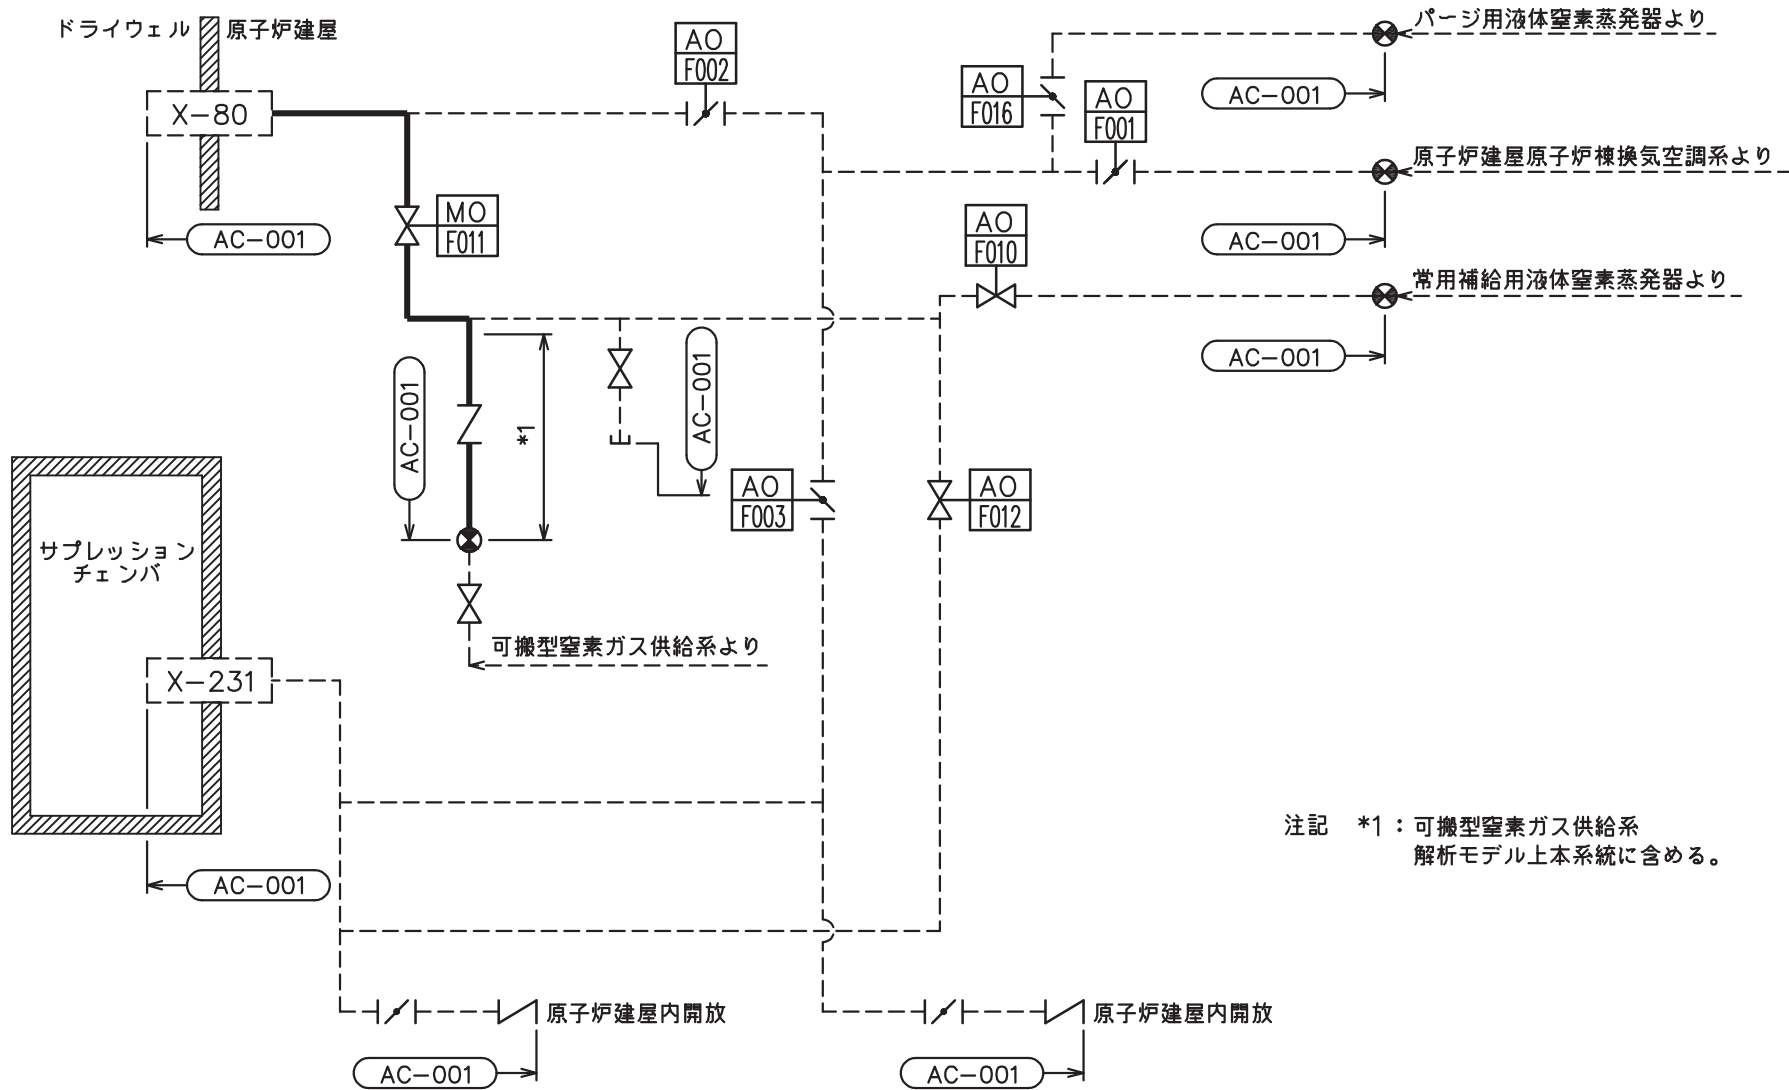 ドライウェル
原子炉建屋
X-80
AC-001
AO
F002
MO
F011
パージ用液体窒素蒸発器より
AC-001
AO
F016
AO
F001
原子炉建屋原子炉棟換気空調系より
AC-001
AO
F010
常用補給用液体窒素蒸発器より
AC-001
AC-001
*1
AC-001
AO
F003
AO
F012
サプレッション
チェンバ
可搬型窒素ガス供給系より
X-231
AC-001
注記 *1：可搬型窒素ガス供給系
解析モデル上本系統に含める。
原子炉建屋内開放
AC-001
原子炉建屋内開放
AC-001